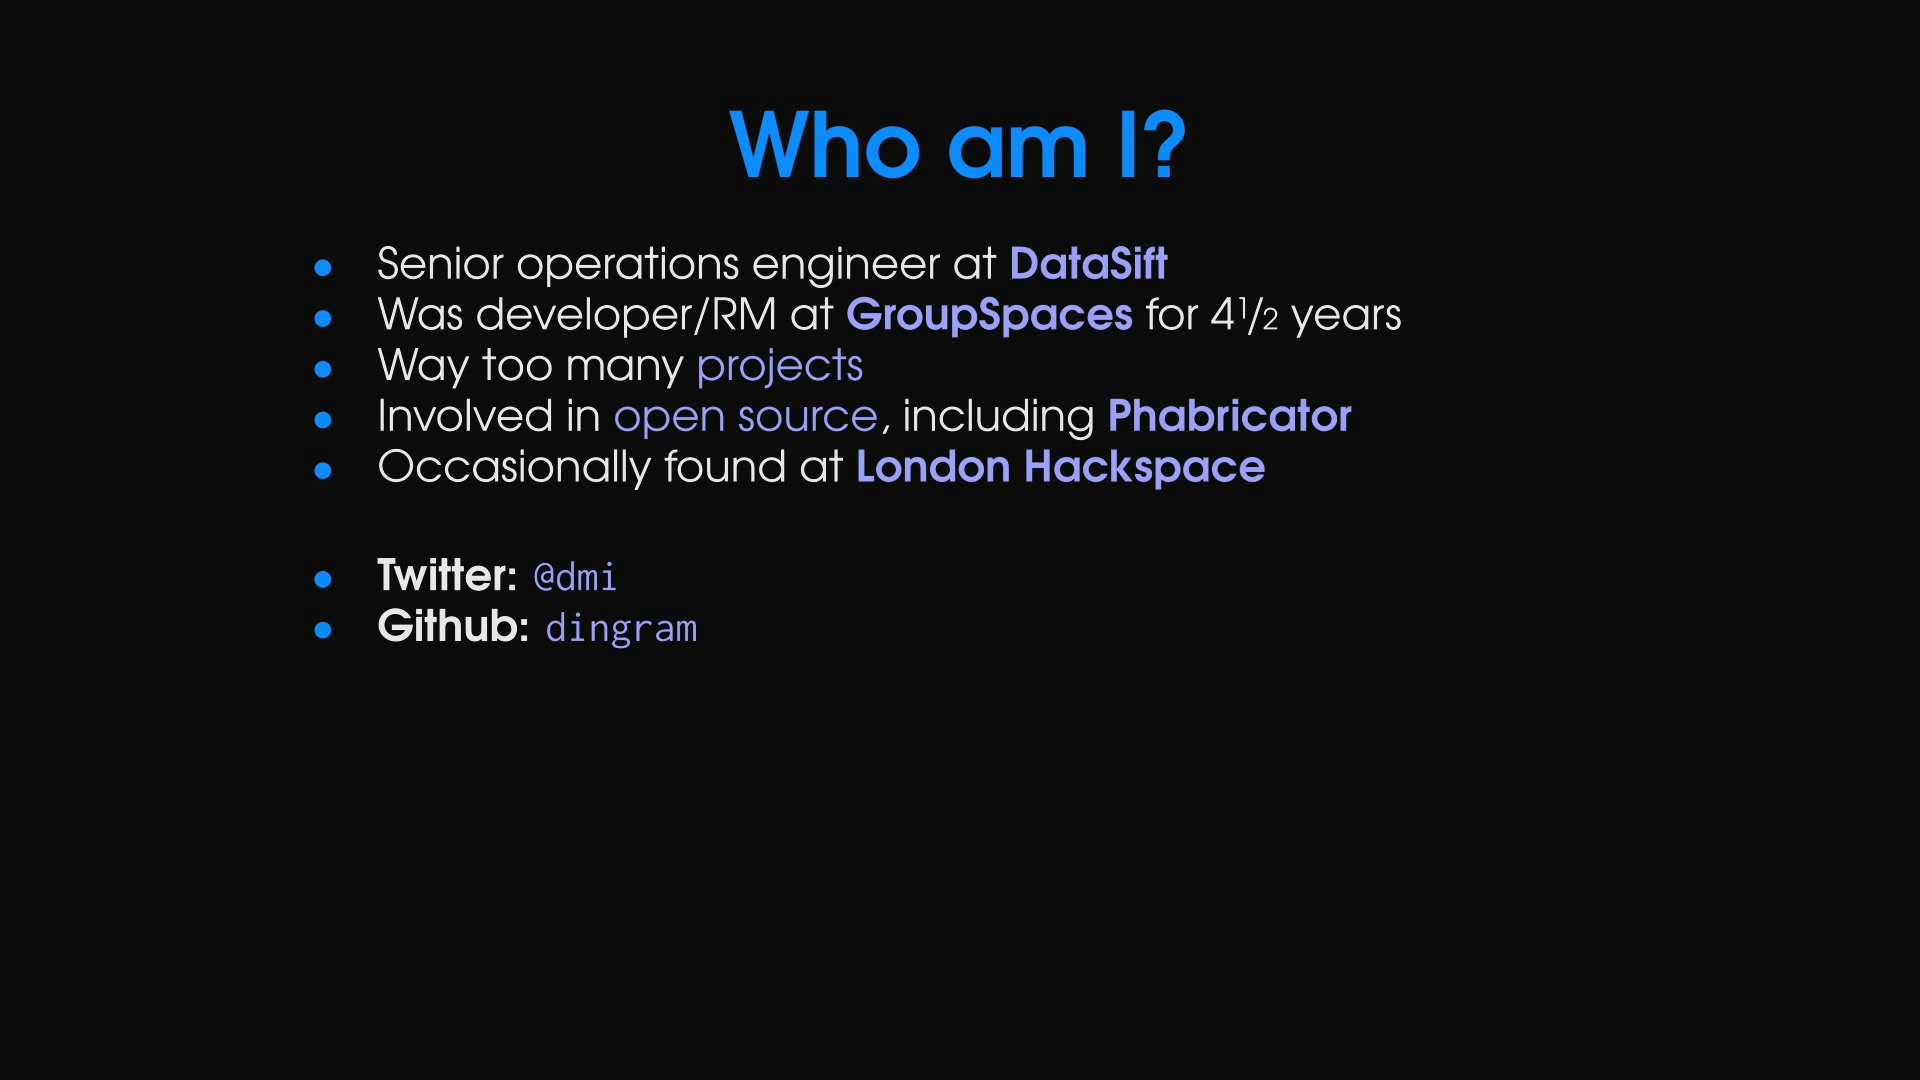 Who am I?
• Senior operations engineer at DataSift
• Was developer/RM at GroupSpaces for 4½ years
• Way too many projects
• Involved in open source, including Phabricator
• Occasionally found at London Hackspace
• Twitter: @dmi
• Github: dingram